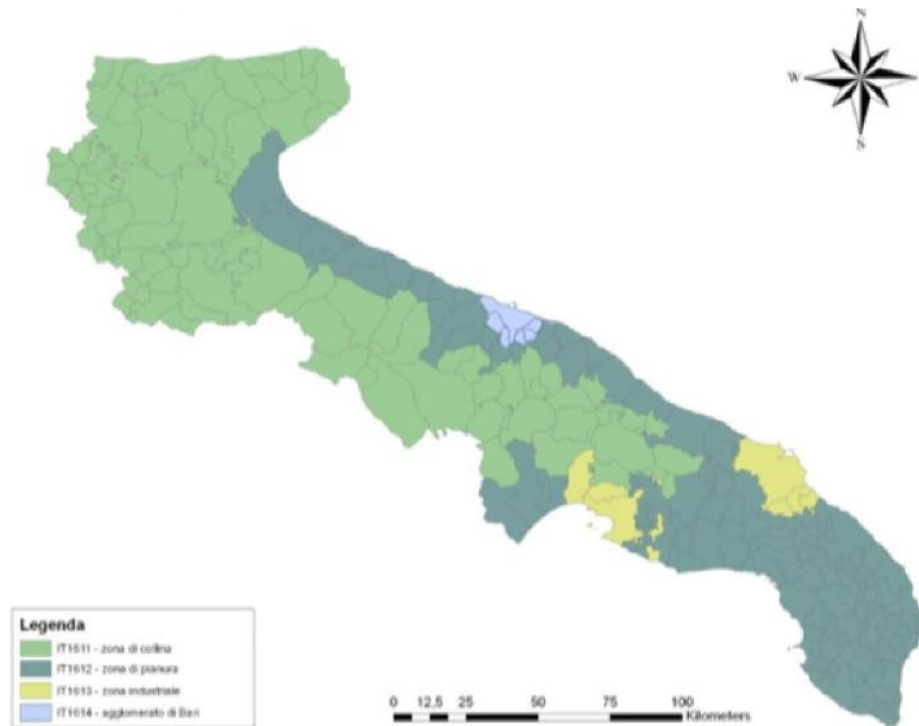 N
W
S
Legenda
IT1611 - zona di collina
IT1612 - zona di pianura
IT1613 - zona industriale
IT1614 - agglomerato di Bari
0 12,5 25 50 75 100
Kilometers